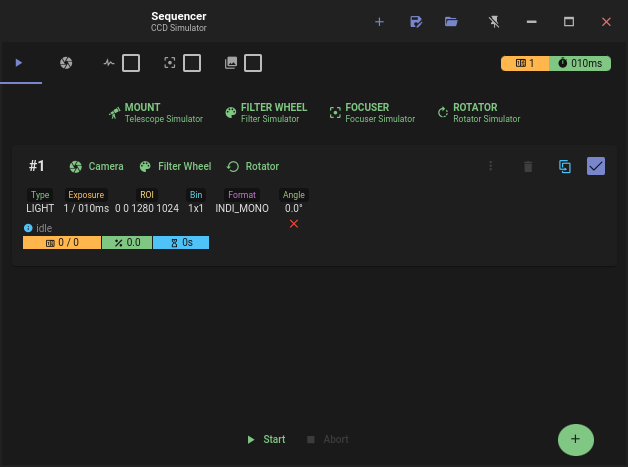 Sequencer
CCD Simulator
1 010ms
MOUNT
Telescope Simulator
FILTER WHEEL
Filter Simulator
FOCUSER
Focuser Simulator
ROTATOR
Rotator Simulator
#1 Camera Filter Wheel Rotator
Type Exposure ROI Bin Format Angle
LIGHT 1 / 010ms 0 0 1280 1024 1x1 INDI_MONO 0.0°
idle
0 / 0 0.0 0s
Start Abort